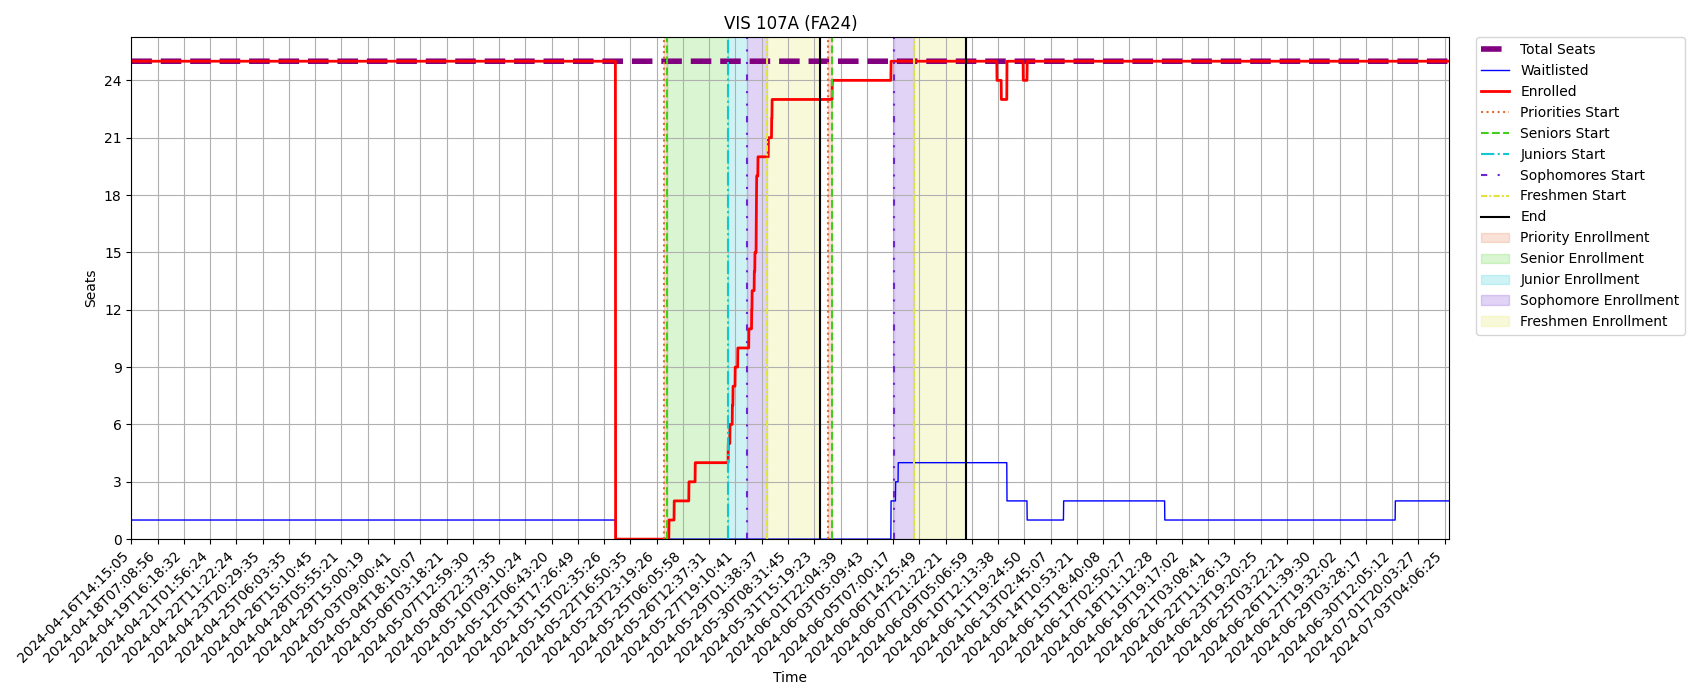 VIS 107A (FA24)
Seats
24
21
18
15
12
9
6
3
0
2024-04-16T14:15:05
2024-04-18T07:08:56
2024-04-19T16:18:32
2024-04-21T01:56:24
2024-04-22T11:22:24
2024-04-23T20:29:35
2024-04-25T06:03:35
2024-04-26T15:10:45
2024-04-28T05:55:21
2024-04-29T15:00:19
2024-05-03T09:00:41
2024-05-04T18:10:07
2024-05-06T03:18:21
2024-05-07T12:59:30
2024-05-08T22:37:35
2024-05-10T09:10:24
2024-05-12T06:43:20
2024-05-13T17:26:49
2024-05-15T02:35:26
2024-05-22T16:50:35
2024-05-23T23:19:26
2024-05-25T06:05:58
2024-05-26T12:37:31
2024-05-27T19:10:41
2024-05-29T01:38:37
2024-05-30T08:31:45
2024-05-31T15:19:23
2024-06-01T22:04:39
2024-06-03T05:09:43
2024-06-05T07:00:17
2024-06-06T14:25:49
2024-06-07T21:22:21
2024-06-09T05:06:59
2024-06-10T12:13:38
2024-06-11T19:24:50
2024-06-13T02:45:07
2024-06-14T10:53:21
2024-06-15T18:40:08
2024-06-17T02:50:27
2024-06-18T11:12:28
2024-06-19T19:17:02
2024-06-21T03:08:41
2024-06-22T11:26:13
2024-06-23T19:20:25
2024-06-25T03:22:21
2024-06-26T11:39:30
2024-06-27T19:32:02
2024-06-29T03:28:17
2024-06-30T12:05:12
2024-07-01T20:03:27
2024-07-03T04:06:25
Time
Total Seats
Waitlisted
Enrolled
Priorities Start
Seniors Start
Juniors Start
Sophomores Start
Freshmen Start
End
Priority Enrollment
Senior Enrollment
Junior Enrollment
Sophomore Enrollment
Freshmen Enrollment